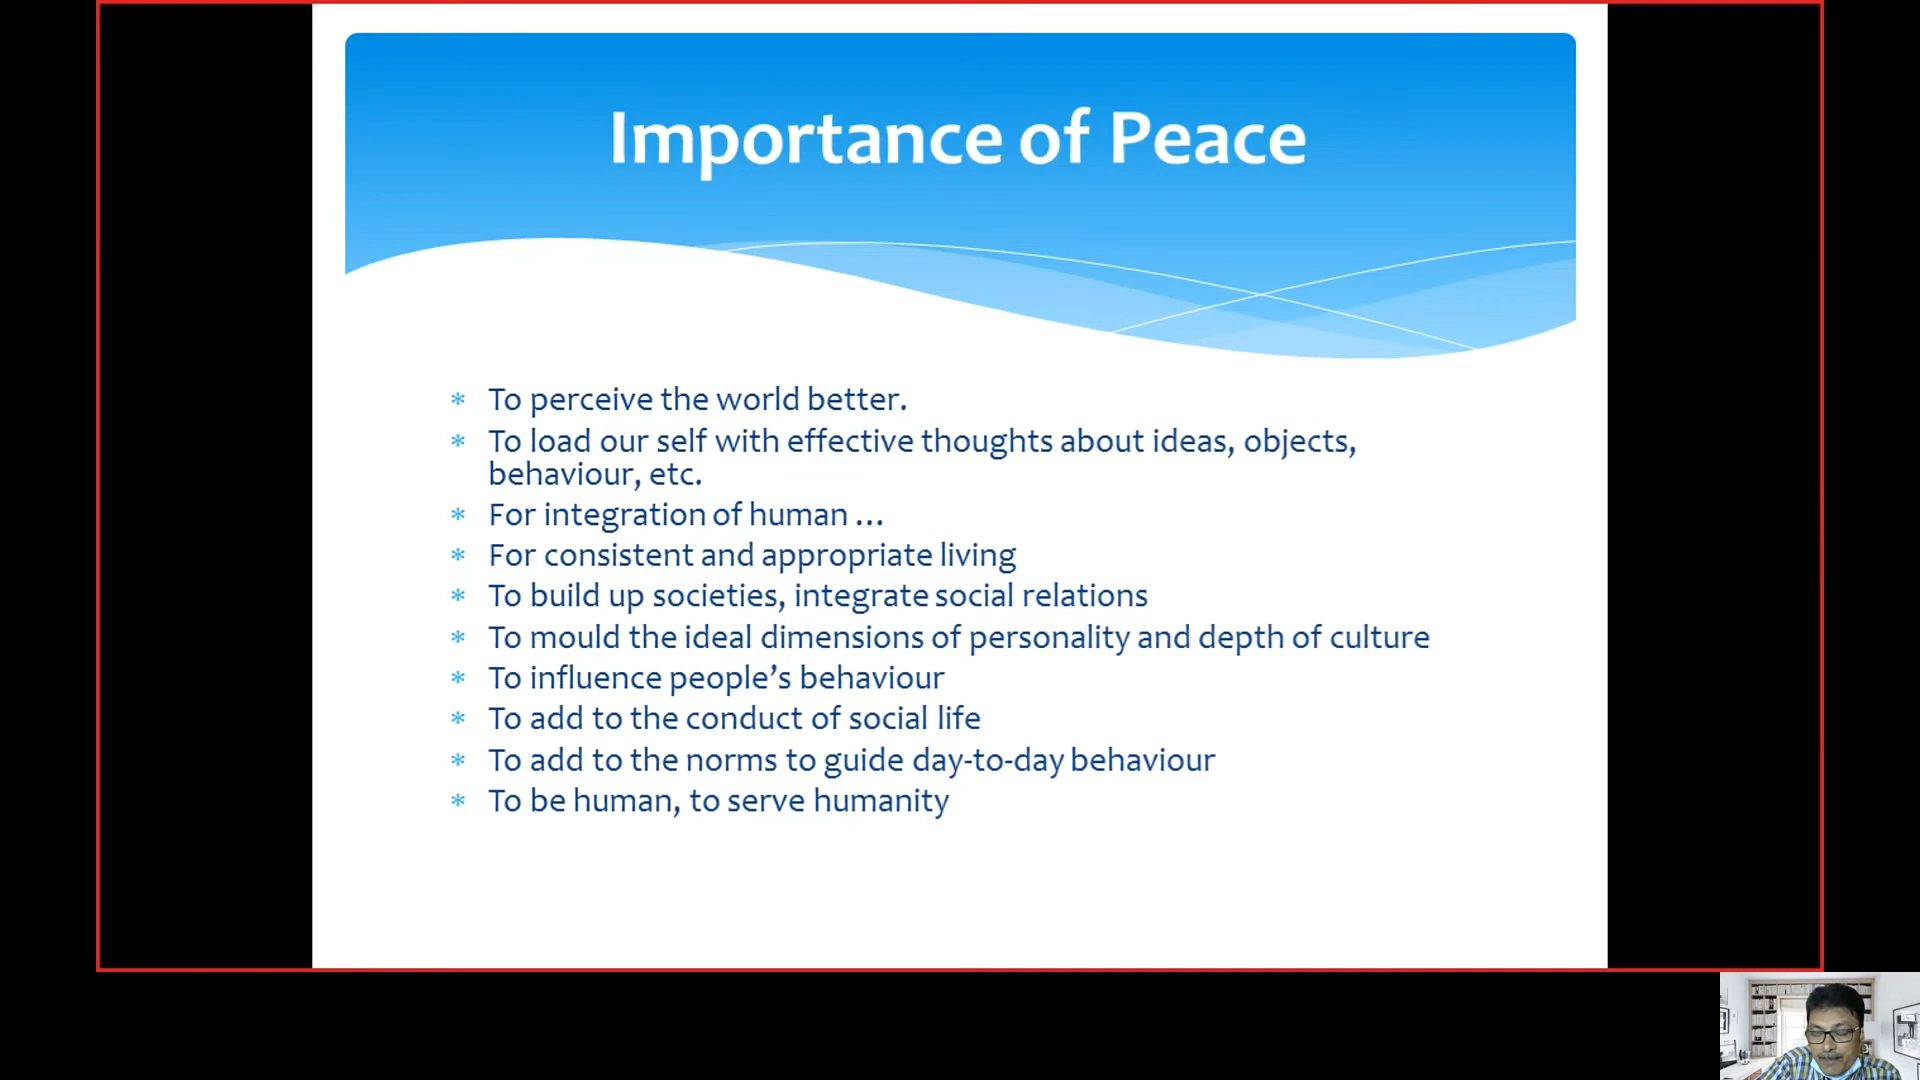 Importance of Peace
* To perceive the world better.
* To load our self with effective thoughts about ideas, objects,
behaviour, etc.
* For integration of human ...
* For consistent and appropriate living
* To build up societies, integrate social relations
* To mould the ideal dimensions of personality and depth of culture
* To influence people’s behaviour
* To add to the conduct of social life
* To add to the norms to guide day-to-day behaviour
* To be human, to serve humanity